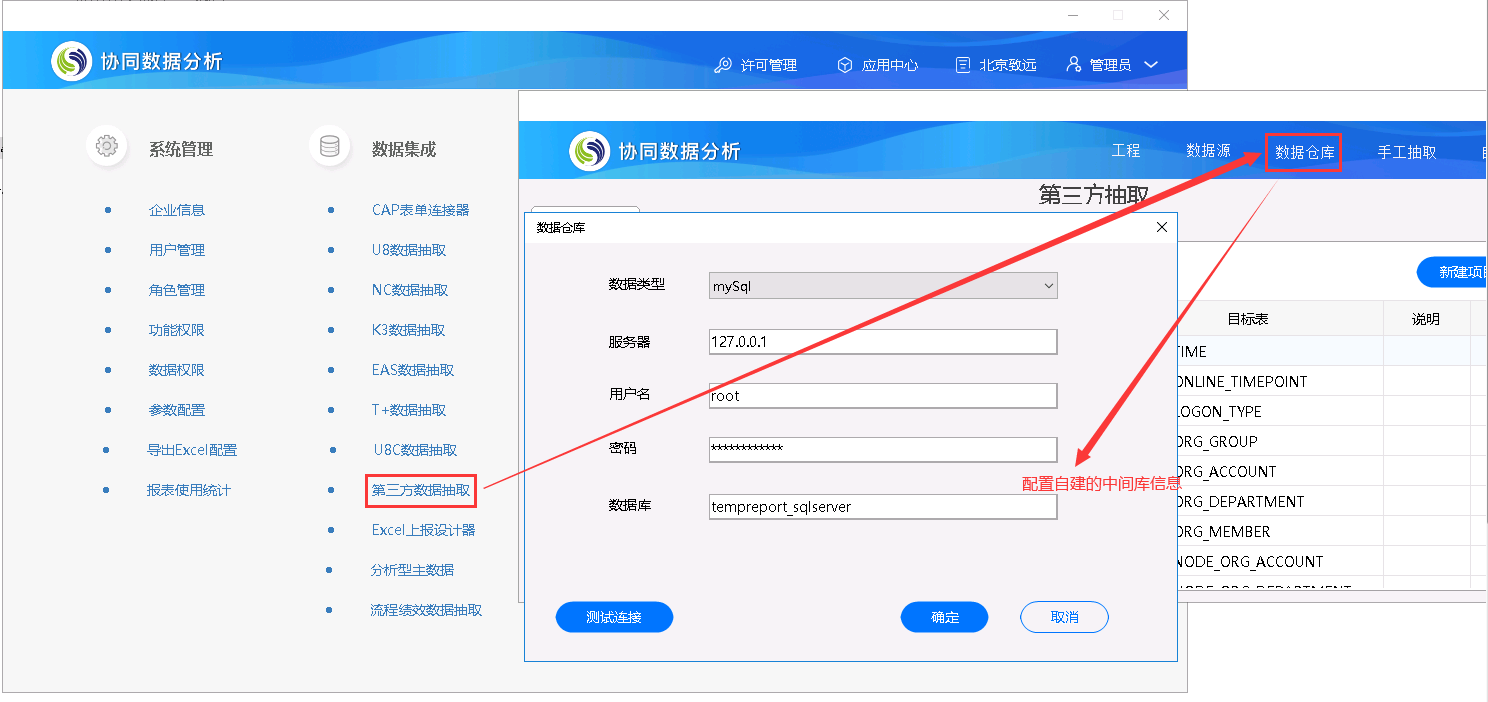 协同数据分析
许可管理
应用中心
北京致远
管理员
系统管理
企业信息
用户管理
角色管理
功能权限
数据权限
参数配置
导出Excel配置
报表使用统计
数据集成
CAP表单连接器
U8数据抽取
NC数据抽取
K3数据抽取
EAS数据抽取
T+数据抽取
U8C数据抽取
第三方数据抽取
Excel上报设计器
分析型主数据
流程绩效数据抽取
协同数据分析
工程
数据源
数据仓库
手工抽取
第三方抽取
数据仓库
数据类型
mySql
服务器
127.0.0.1
用户名
root
密码
************
数据库
tempreport_sqlserver
测试连接
确定
取消
配置自建的中间库信息
新建项
目标表
说明
TIME
ONLINE_TIMEPOINT
LOGON_TYPE
ORG_GROUP
ORG_ACCOUNT
ORG_DEPARTMENT
ORG_MEMBER
NODE_ORG_ACCOUNT
NODE_ORG_DEPARTMENT